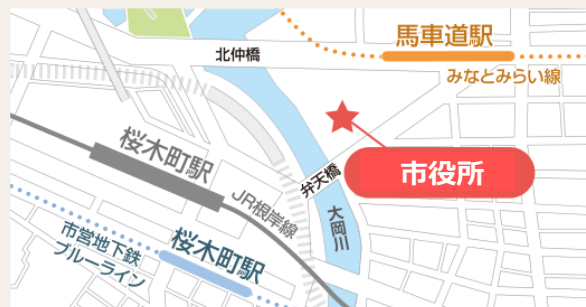 馬車道駅
北仲橋
みなとみらい線
桜木町駅
市役所
弁天橋
JR根岸線
大岡川
市営地下鉄
ブルーライン
桜木町駅